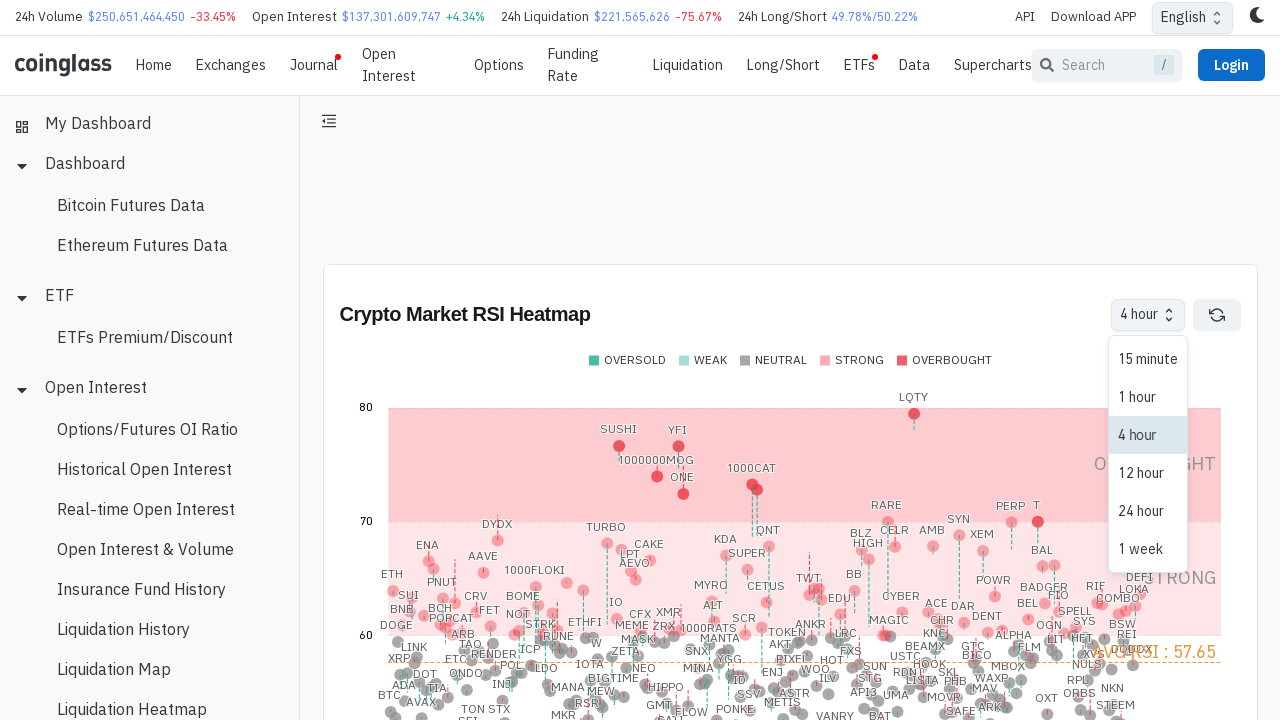 24h Volume $250,651,464,450 -33.45% Open Interest $137,301,609,747 +4.34% 24h Liquidation $221,565,626 -75.67% 24h Long/Short 49.78%/50.22% API Download APP English
coinglass Home Exchanges Journal Open Interest Options Funding Rate Liquidation Long/Short ETFs Data Supercharts Search / Login
My Dashboard
Dashboard
Bitcoin Futures Data
Ethereum Futures Data
ETF
ETFs Premium/Discount
Open Interest
Options/Futures OI Ratio
Historical Open Interest
Real-time Open Interest
Open Interest & Volume
Insurance Fund History
Liquidation History
Liquidation Map
Liquidation Heatmap
Crypto Market RSI Heatmap
4 hour
15 minute
1 hour
4 hour
12 hour
24 hour
1 week
OVERSOLD WEAK NEUTRAL STRONG OVERBOUGHT
80
LQTY
SUSHI YFI
1000000MOG
ONE 1000CAT
70
RARE PERP T
DYDX TURBO ONT CELR AMB SYN
BLZ XEM
ENA CAKE KDA HIGH
AAVE LPT SUPER BAL
AEVO
ETH 1000FLOKI BB POWR STRONG
PNUT MYRO CETUS TWT BADGER RIF DEFI
SUI CRV BOME EDU CYBER FIO COMBO LOKA
BNB BCH FET IO ALT ACE DAR BEL
POPCAT NOT CFX XMR SCR MAGIC CHR DENT SPELL
DOGE STRK ETHFI MEME ZRX ANKR OGN SYS BSW
60
ARB RUNE MASK 1000RATS MANTA TOKEN LRC KNC ALPHA LIT HFT REI
LINK TAO ICP W ZETA SNX AKT FXS BEAMX GTC FLM
XRP ETC RENDER POL IOTA YGG PIXEL HOT USTC BICO XVS
AVG RSI : 57.65
DOT ONDO LDO NEO MINA ENJ WOO SUN RDNT HOOK SKL MBOX NULS
ADA TIA INJ MANA BIGTIME HIPPO ID ILV STG LISTA PHB WAXP RPL
BTC MEW SSV ASTR API3 UMA MOVR MAV OXT ORBS NKN
AVAX TON STX RSR GMT FLOW PONKE METIS VANRY BAT SAFE ARK STEEM
MKR